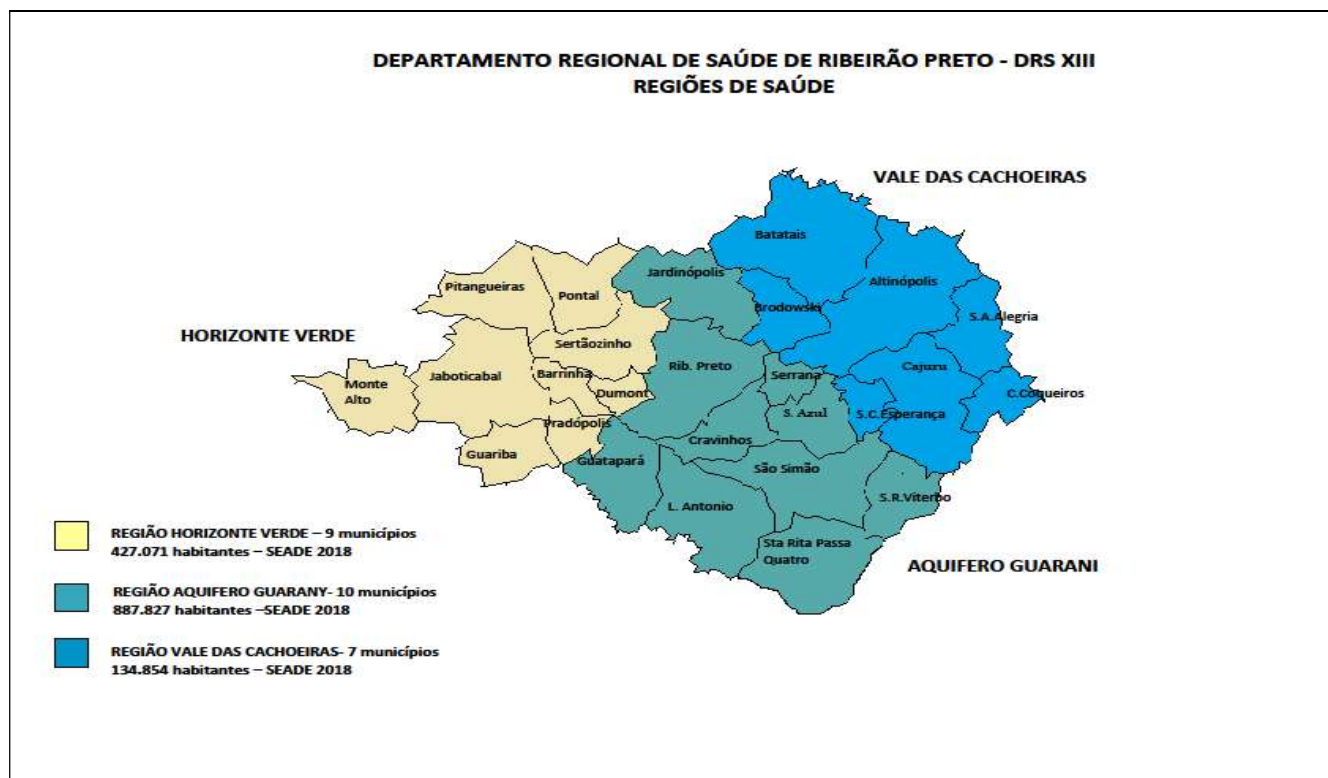 DEPARTAMENTO REGIONAL DE SAÚDE DE RIBEIRÃO PRETO - DRS XIII
REGIÕES DE SAÚDE
VALE DAS CACHOEIRAS
Batatais
Jardinópolis
Altinópolis
Pitangueiras
Pontal
Brodowski
S.A.Alegria
HORIZONTE VERDE
Sertãozinho
Rib. Preto
Serrana
Cajuru
Monte
Alto
Jaboticabal
Barrinha
Dumont
C.Coqueiros
S. Azul
S.C.Esperança
Pradópolis
Cravinhos
Guariba
Guatapará
São Simão
S.R.Viterbo
L. Antonio
Sta Rita Passa
Quatro
AQUIFERO GUARANI
REGIÃO HORIZONTE VERDE – 9 municípios
427.071 habitantes – SEADE 2018
REGIÃO AQUIFERO GUARANY- 10 municípios
887.827 habitantes –SEADE 2018
REGIÃO VALE DAS CACHOEIRAS- 7 municípios
134.854 habitantes – SEADE 2018